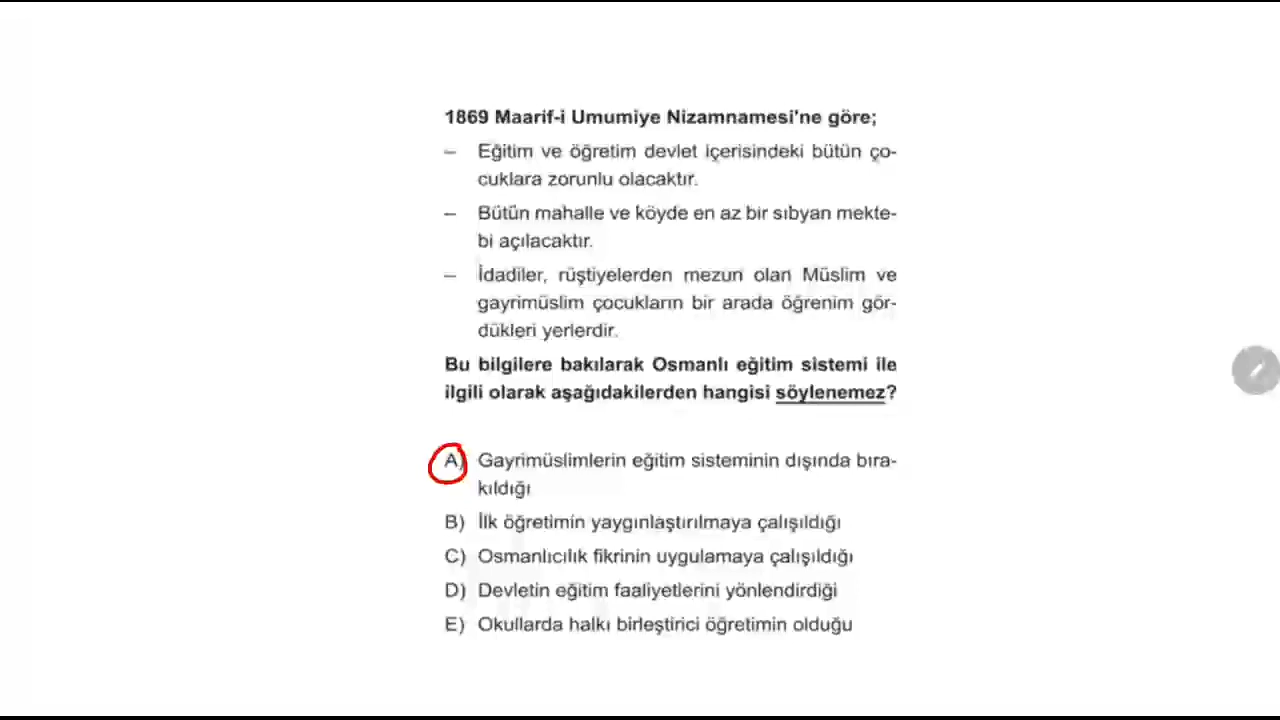 1869 Maarif-i Umumiye Nizamnamesi'ne göre;
– Eğitim ve öğretim devlet içerisindeki bütün ço-
cuklara zorunlu olacaktır.
– Bütün mahalle ve köyde en az bir sıbyan mekte-
bi açılacaktır.
– İdadiler, rüştiyelerden mezun olan Müslim ve
gayrimüslim çocukların bir arada öğrenim gör-
dükleri yerlerdir.
Bu bilgilere bakılarak Osmanlı eğitim sistemi ile
ilgili olarak aşağıdakilerden hangisi söylenemez?
A) Gayrimüslimlerin eğitim sisteminin dışında bıra-
kıldığı
B) İlk öğretimin yaygınlaştırılmaya çalışıldığı
C) Osmanlıcılık fikrinin uygulamaya çalışıldığı
D) Devletin eğitim faaliyetlerini yönlendirdiği
E) Okullarda halkı birleştirici öğretimin olduğu